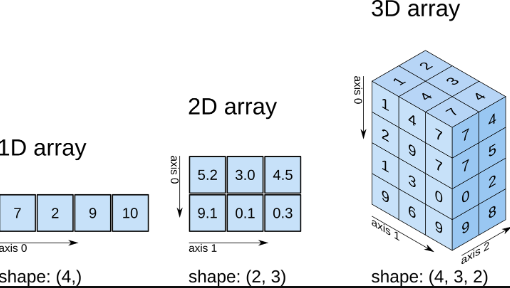 1D array
7 2 9 10
axis 0
shape: (4,)
2D array
axis 0
5.2 3.0 4.5
9.1 0.1 0.3
axis 1
shape: (2, 3)
3D array
axis 0
1 2
4 3
7 4
1 4 7
2 9 7
1 3 0
9 6 9
7 4
7 5
0 2
9 8
axis 1
axis 2
shape: (4, 3, 2)